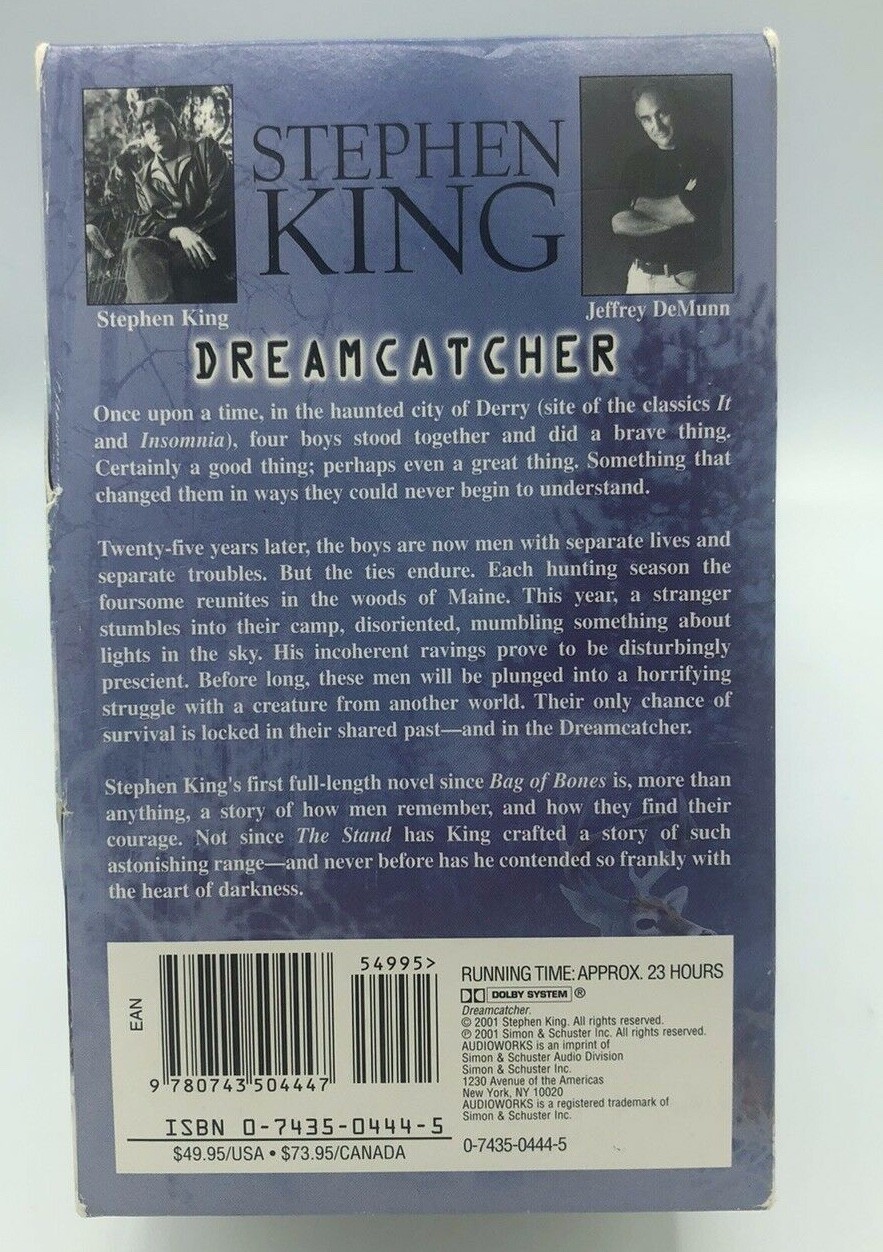 STEPHEN
KING
Stephen King
Jeffrey DeMunn
DREAMCATCHER
Once upon a time, in the haunted city of Derry (site of the classics It
and Insomnia), four boys stood together and did a brave thing.
Certainly a good thing; perhaps even a great thing. Something that
changed them in ways they could never begin to understand.
Twenty-five years later, the boys are now men with separate lives and
separate troubles. But the ties endure. Each hunting season the
foursome reunites in the woods of Maine. This year, a stranger
stumbles into their camp, disoriented, mumbling something about
lights in the sky. His incoherent ravings prove to be disturbingly
prescient. Before long, these men will be plunged into a horrifying
struggle with a creature from another world. Their only chance of
survival is locked in their shared past—and in the Dreamcatcher.
Stephen King's first full-length novel since Bag of Bones is, more than
anything, a story of how men remember, and how they find their
courage. Not since The Stand has King crafted a story of such
astonishing range—and never before has he contended so frankly with
the heart of darkness.
EAN
54995>
9 780743 504447
ISBN 0-7435-0444-5
$49.95/USA • $73.95/CANADA
RUNNING TIME: APPROX. 23 HOURS
DOLBY SYSTEM ®
Dreamcatcher.
© 2001 Stephen King. All rights reserved.
℗ 2001 Simon & Schuster Inc. All rights reserved.
AUDIOWORKS is an imprint of
Simon & Schuster Audio Division
Simon & Schuster Inc.
1230 Avenue of the Americas
New York, NY 10020
AUDIOWORKS is a registered trademark of
Simon & Schuster Inc.
0-7435-0444-5